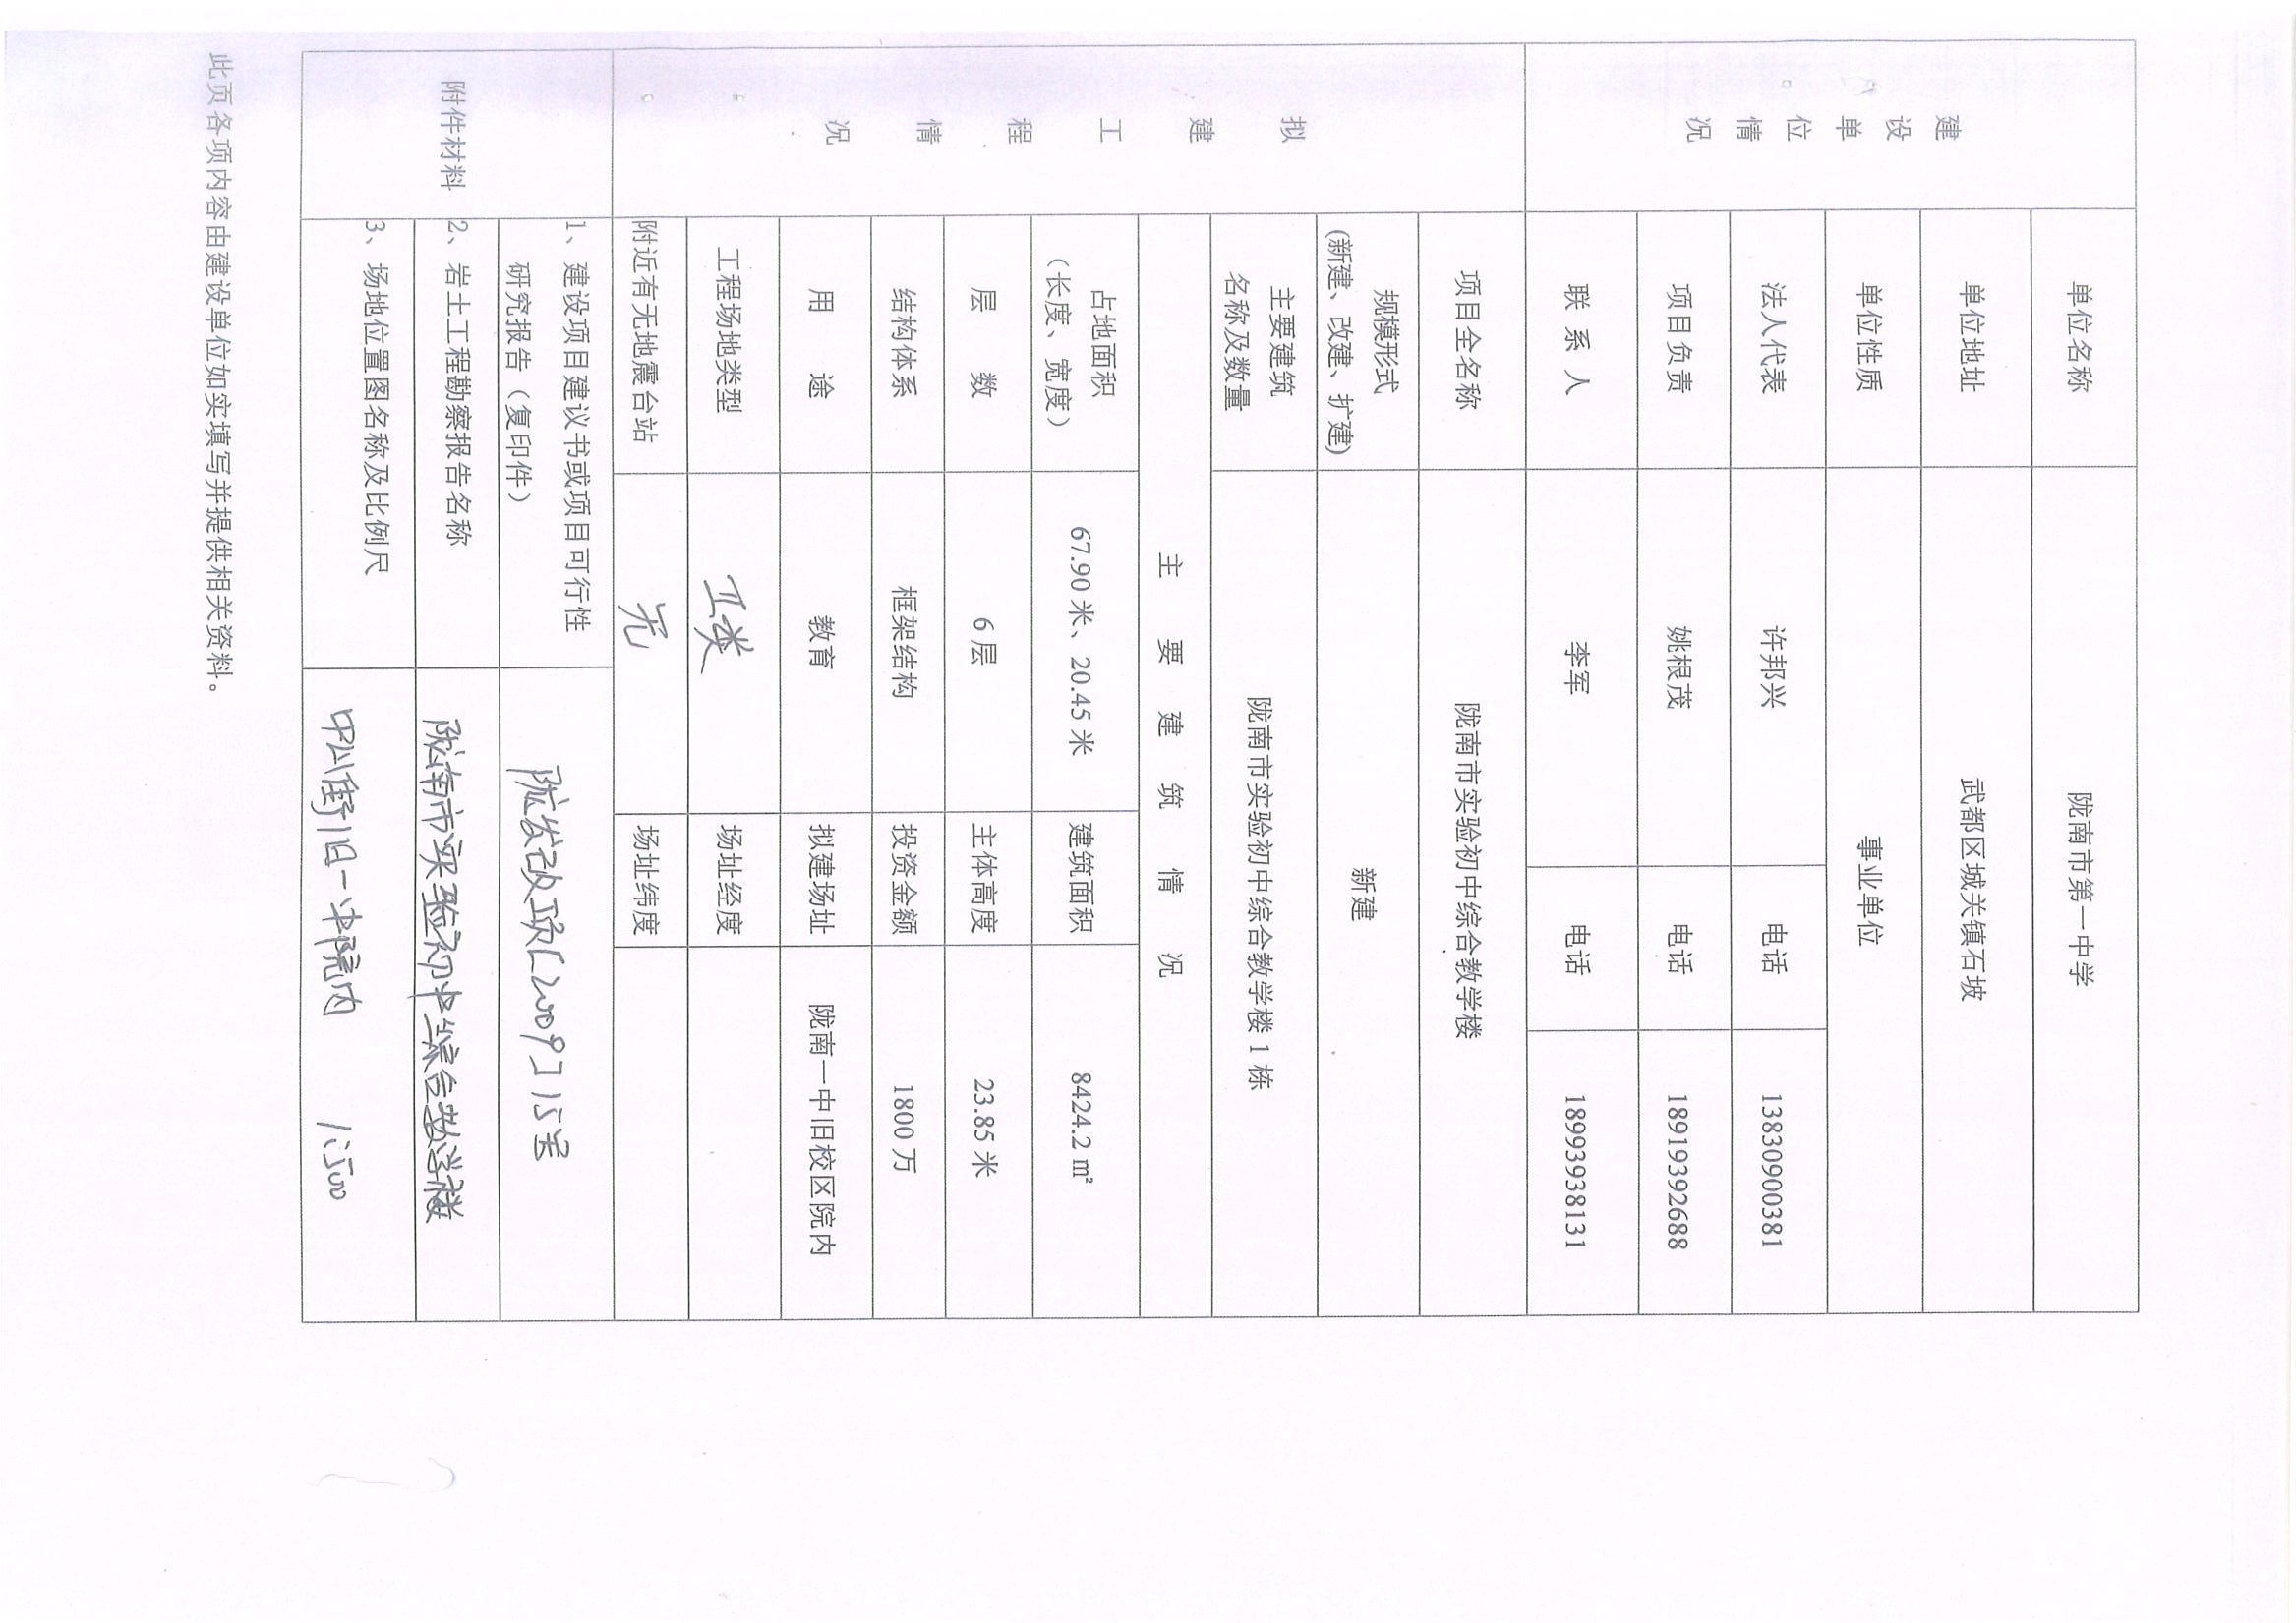 建设单位情况
单位名称 陇南市第一中学
单位地址 武都区城关镇石坡
单位性质 事业单位
法人代表 许邦兴 电话 13830900381
项目负责 姚根茂 电话 18919392688
联 系 人 李军 电话 18993938131
拟建工程情况
项目全名称 陇南市实验初中综合教学楼
规模形式
(新建、改建、扩建) 新建
主要建筑
名称及数量 陇南市实验初中综合教学楼 1 栋
主 要 建 筑 情 况
占地面积
（长度、宽度） 67.90 米、20.45 米 建筑面积 8424.2 ㎡
层 数 6 层 主体高度 23.85 米
结构体系 框架结构 投资金额 1800 万
用 途 教育 拟建场址 陇南一中旧校区院内
工程场地类型 Ⅱ类 场址经度
附近有无地震台站 无 场址纬度
附件材料
1、建设项目建议书或项目可行性
研究报告（复印件） 陇发改项[2009]15号
2、岩土工程勘察报告名称 陇南市实验初中综合教学楼
3、场地位置图名称及比例尺 中山街旧一中院内 1:500
此页各项内容由建设单位如实填写并提供相关资料。